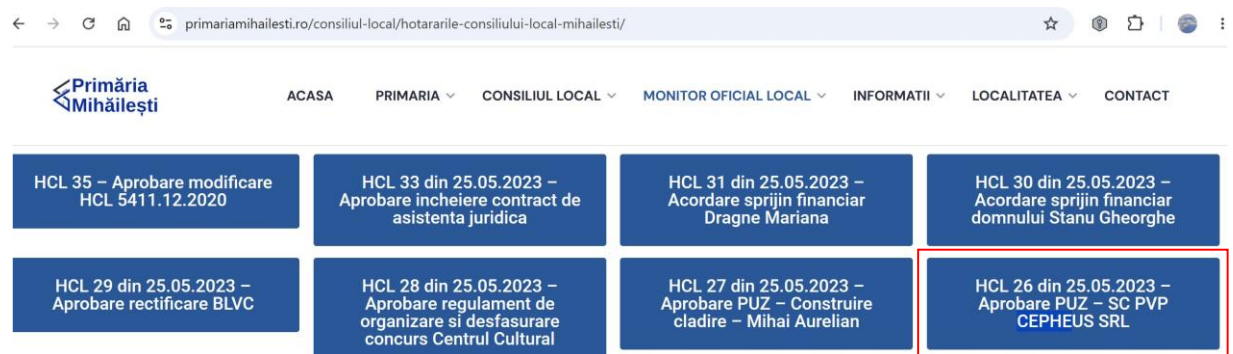 primariamihailesti.ro/consiliul-local/hotararile-consiliului-local-mihailesti/
Primăria
Mihăilești
ACASA PRIMARIA CONSILIUL LOCAL MONITOR OFICIAL LOCAL INFORMATII LOCALITATEA CONTACT
HCL 35 – Aprobare modificare
HCL 5411.12.2020
HCL 33 din 25.05.2023 –
Aprobare incheiere contract de
asistenta juridica
HCL 31 din 25.05.2023 –
Acordare sprijin financiar
Dragne Mariana
HCL 30 din 25.05.2023 –
Acordare sprijin financiar
domnului Stanu Gheorghe
HCL 29 din 25.05.2023 –
Aprobare rectificare BLVC
HCL 28 din 25.05.2023 –
Aprobare regulament de
organizare si desfasurare
concurs Centrul Cultural
HCL 27 din 25.05.2023 –
Aprobare PUZ – Construire
cladire – Mihai Aurelian
HCL 26 din 25.05.2023 –
Aprobare PUZ – SC PVP
CEPHEUS SRL